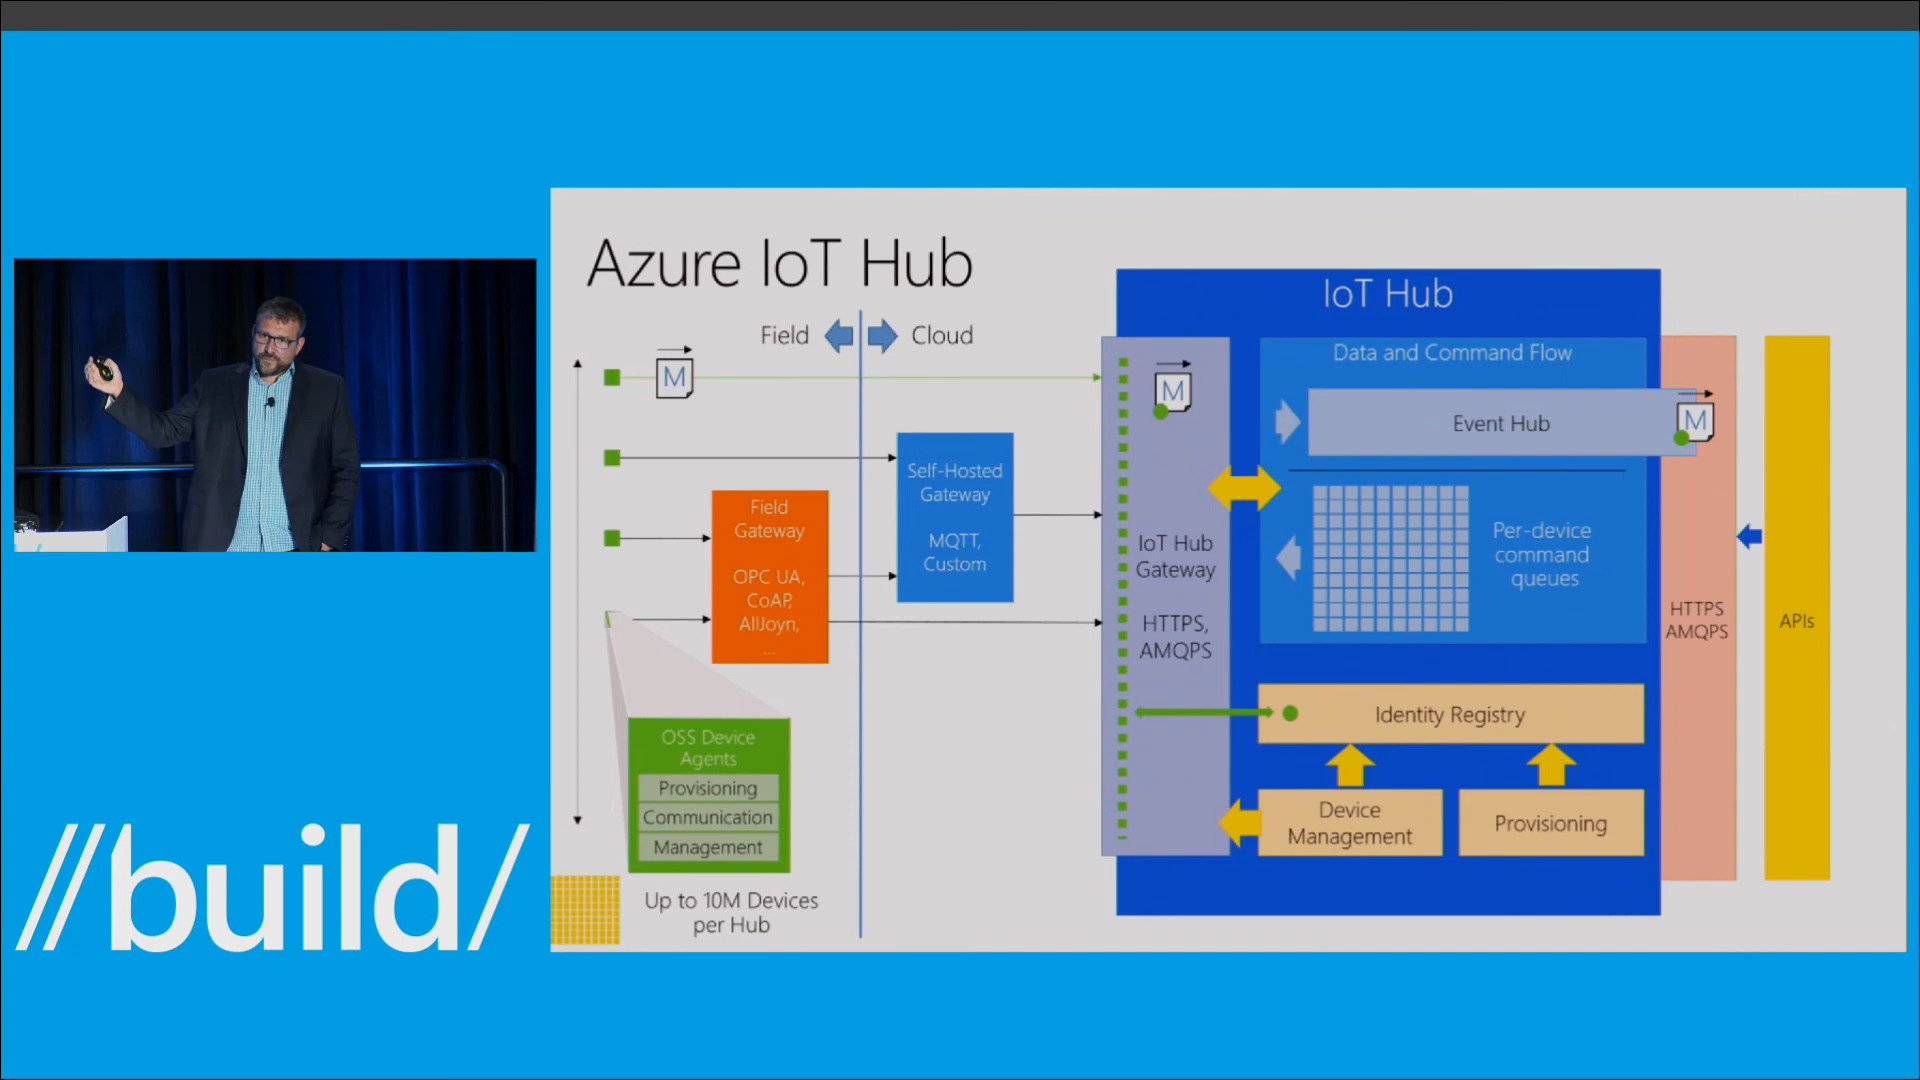 Azure IoT Hub
Field
Cloud
M
Self-Hosted
Gateway
MQTT,
Custom
Field
Gateway
OPC UA,
CoAP,
AllJoyn,
...
OSS Device
Agents
Provisioning
Communication
Management
Up to 10M Devices
per Hub
IoT Hub
M
IoT Hub
Gateway
HTTPS,
AMQPS
Data and Command Flow
Event Hub
M
Per-device
command
queues
Identity Registry
Device
Management
Provisioning
HTTPS
AMQPS
APIs
//build/